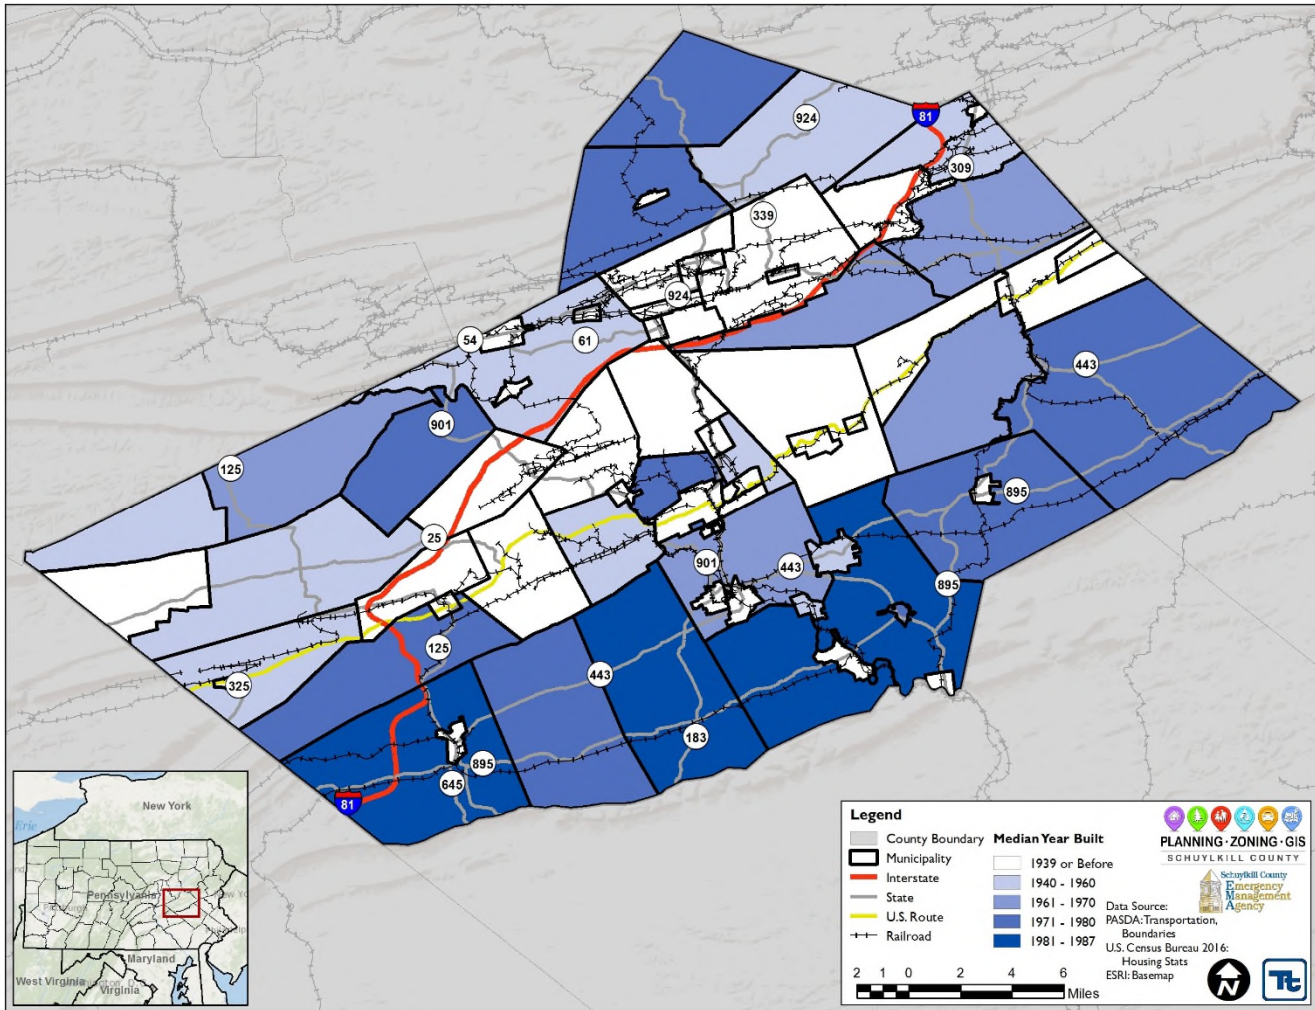 924
81
309
339
924
54
61
443
901
125
895
25
901
443
895
125
325
443
183
895
645
81
New York
Erie
Pennsylvania
Maryland
West Virginia
Virginia
Legend
County Boundary
Municipality
Interstate
State
U.S. Route
Railroad
Median Year Built
1939 or Before
1940 - 1960
1961 - 1970
1971 - 1980
1981 - 1987
2 1 0 2 4 6
Miles
PLANNING·ZONING·GIS
SCHUYLKILL COUNTY
Schuylkill County
Emergency
Management
Agency
Data Source:
PASDA: Transportation,
Boundaries
U.S. Census Bureau 2016:
Housing Stats
ESRI: Basemap
N
Tt